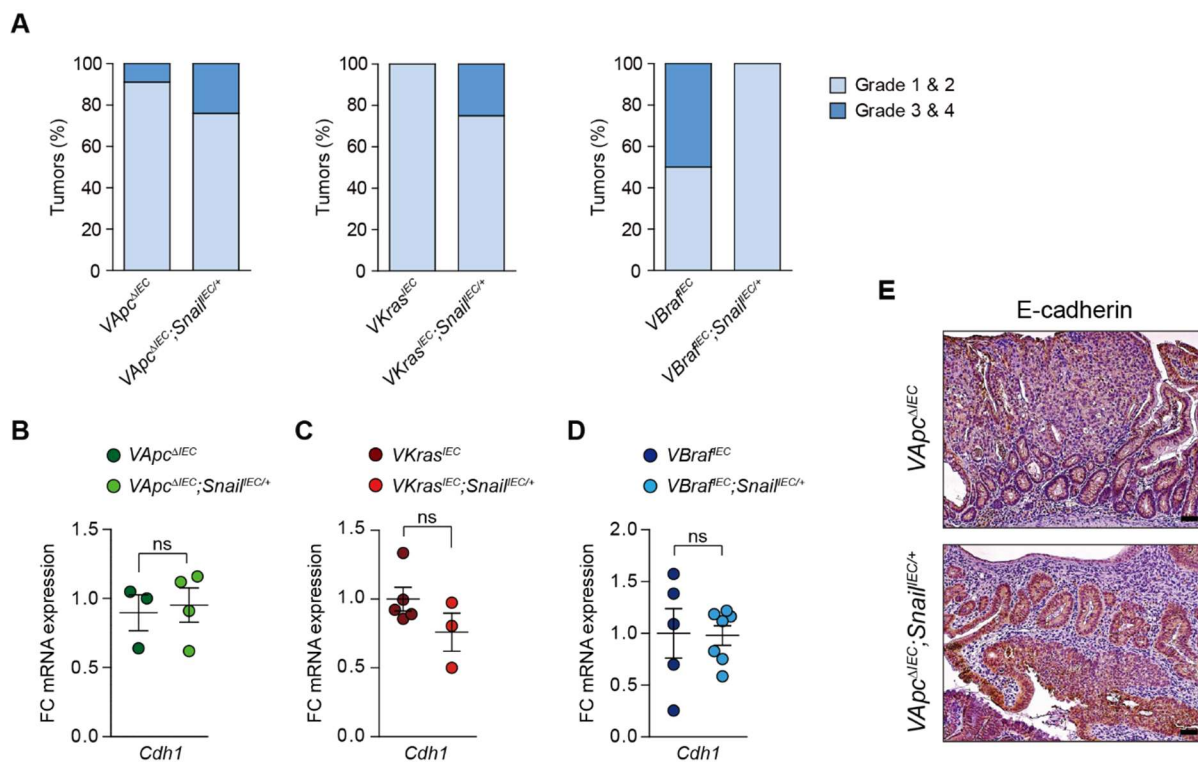 A
100
80
60
40
20
0
Tumors (%)
VApcΔIEC
VApcΔIEC;SnailIEC/+
100
80
60
40
20
0
Tumors (%)
VKrasIEC
VKrasIEC;SnailIEC/+
100
80
60
40
20
0
Tumors (%)
VBrafIEC
VBrafIEC;SnailIEC/+
Grade 1 & 2
Grade 3 & 4
B
VApcΔIEC
VApcΔIEC;SnailIEC/+
1.5
1.0
0.5
0.0
FC mRNA expression
ns
Cdh1
C
VKrasIEC
VKrasIEC;SnailIEC/+
1.5
1.0
0.5
0.0
FC mRNA expression
ns
Cdh1
D
VBrafIEC
VBrafIEC;SnailIEC/+
2.0
1.5
1.0
0.5
0.0
FC mRNA expression
ns
Cdh1
E
E-cadherin
VApcΔIEC
VApcΔIEC;SnailIEC/+